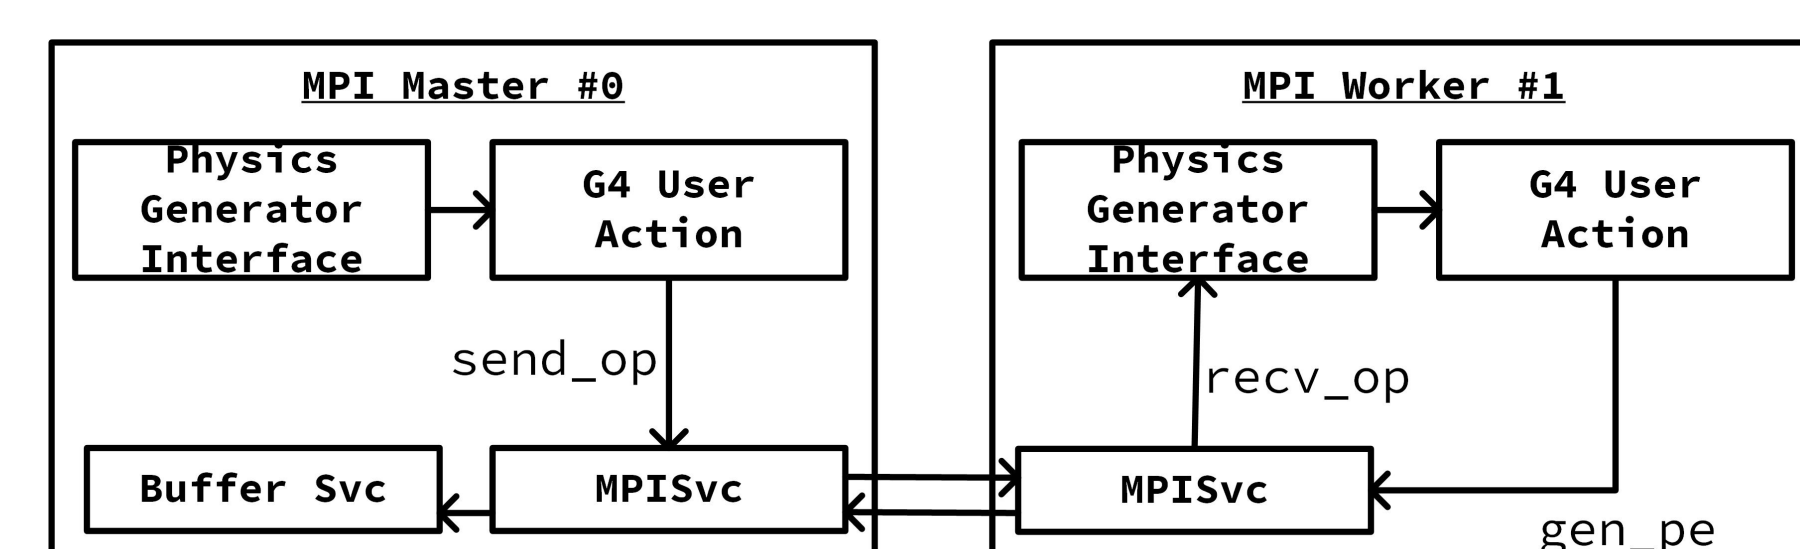 MPI Master #0
Physics
Generator
Interface
G4 User
Action
send_op
Buffer Svc
MPISvc
MPI Worker #1
Physics
Generator
Interface
G4 User
Action
recv_op
MPISvc
gen_pe